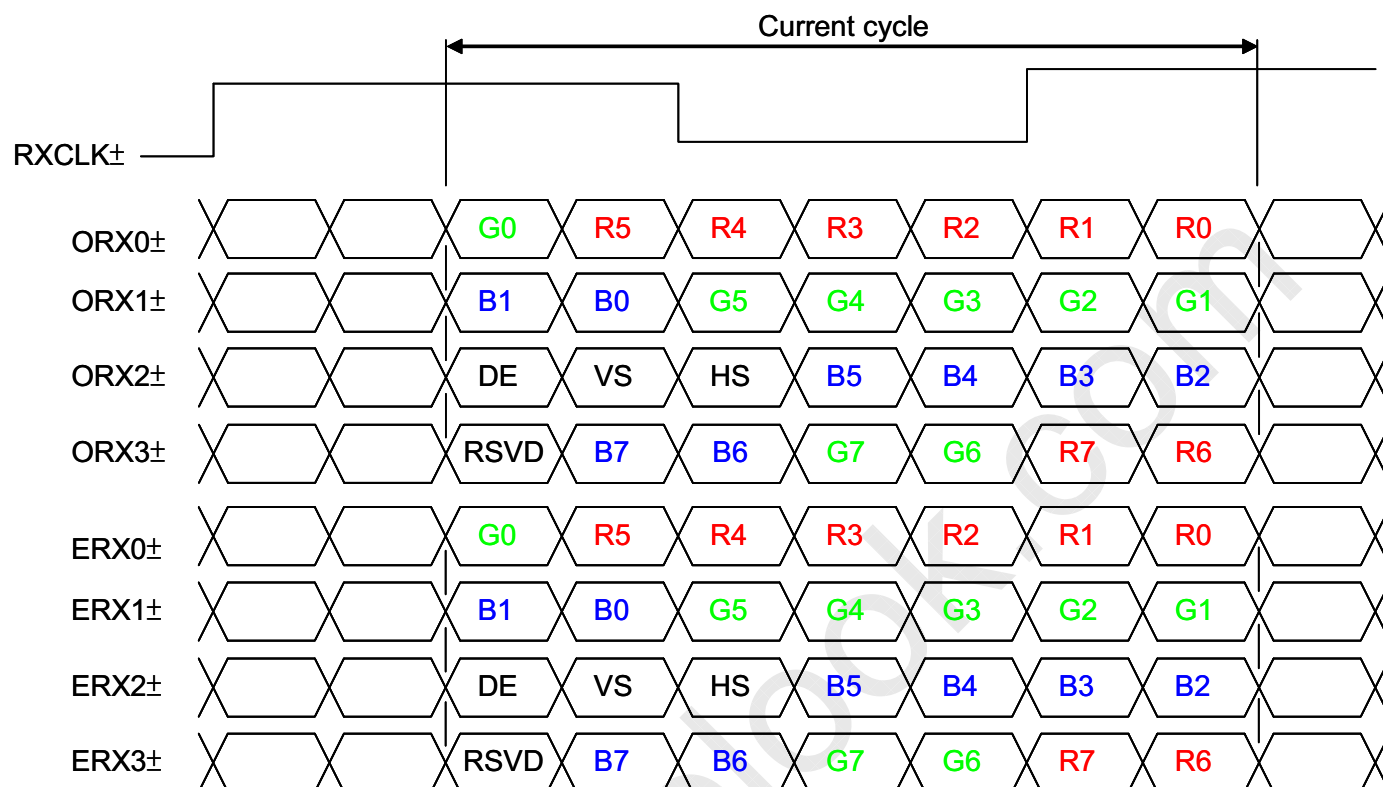 Current cycle
RXCLK±
ORX0± G0 R5 R4 R3 R2 R1 R0
ORX1± B1 B0 G5 G4 G3 G2 G1
ORX2± DE VS HS B5 B4 B3 B2
ORX3± RSVD B7 B6 G7 G6 R7 R6
ERX0± G0 R5 R4 R3 R2 R1 R0
ERX1± B1 B0 G5 G4 G3 G2 G1
ERX2± DE VS HS B5 B4 B3 B2
ERX3± RSVD B7 B6 G7 G6 R7 R6